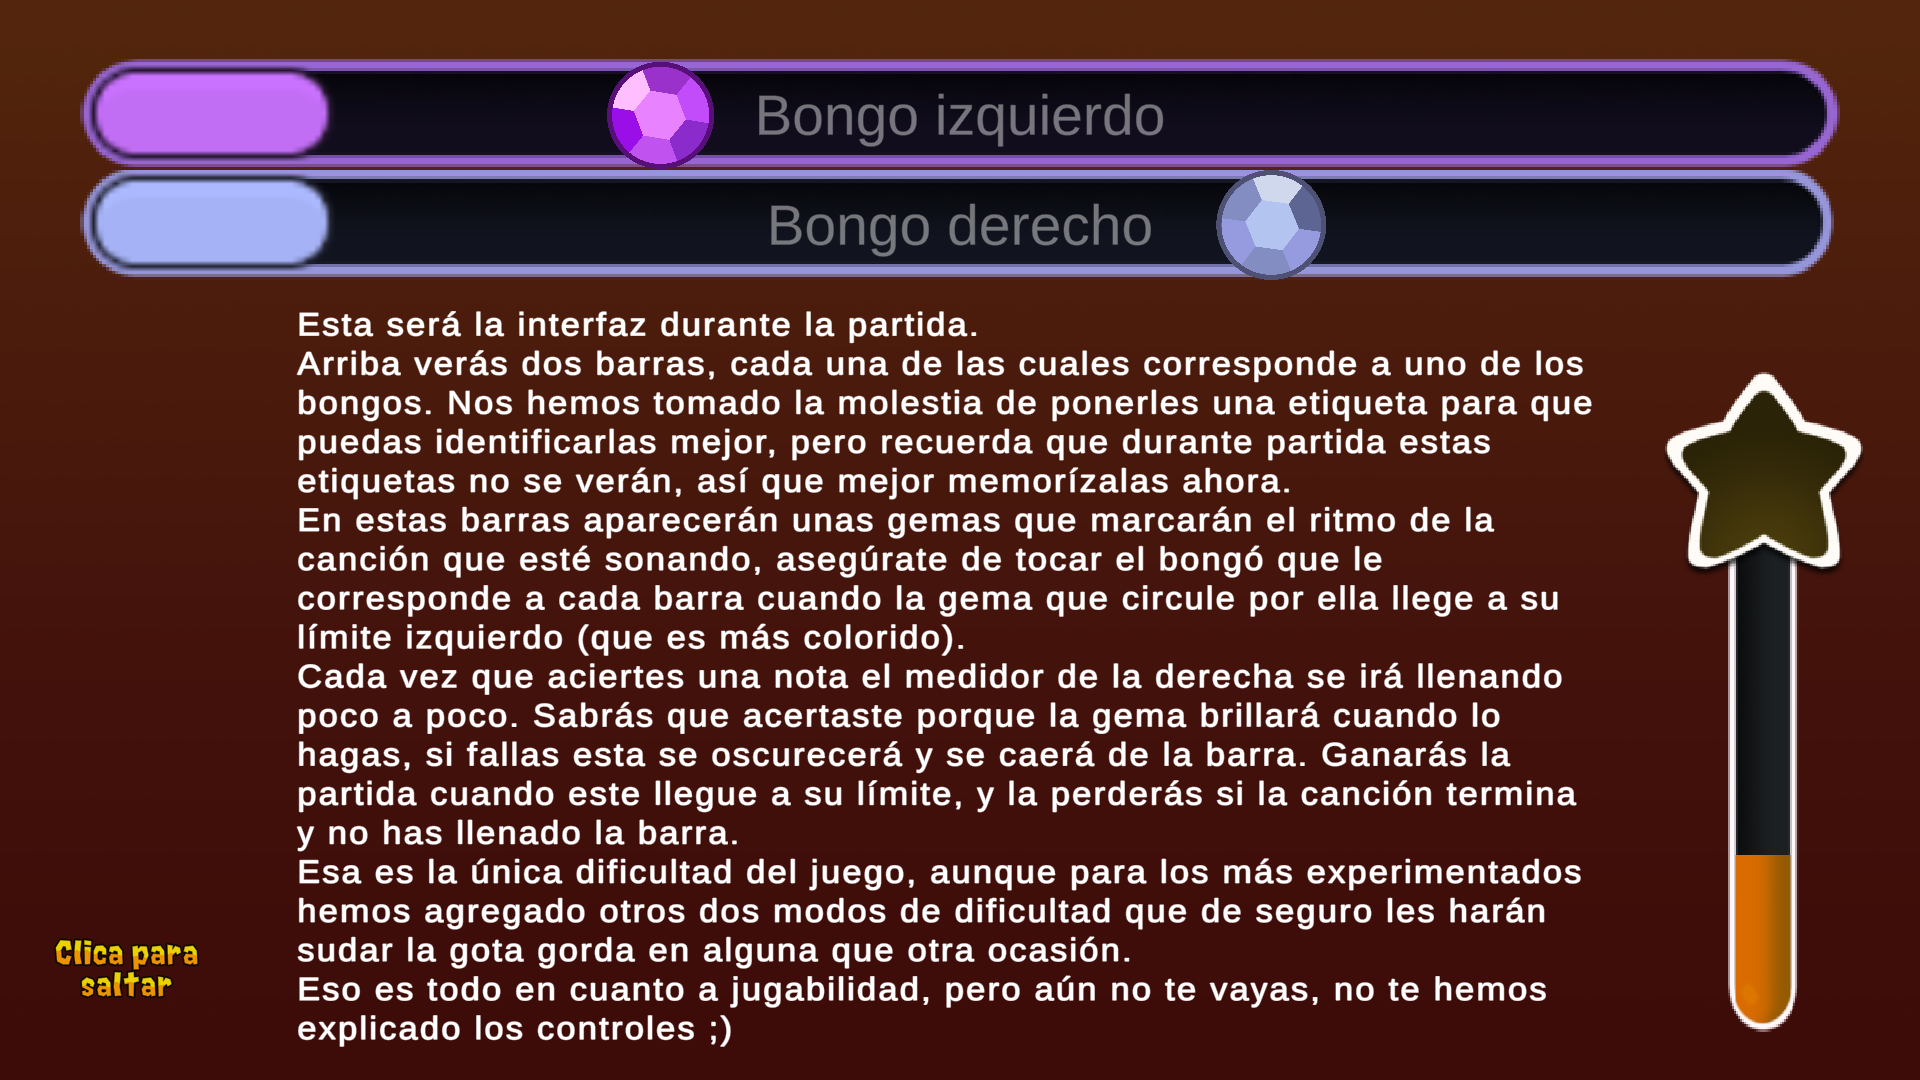 Bongo izquierdo
Bongo derecho
Esta será la interfaz durante la partida.
Arriba verás dos barras, cada una de las cuales corresponde a uno de los
bongos. Nos hemos tomado la molestia de ponerles una etiqueta para que
puedas identificarlas mejor, pero recuerda que durante partida estas
etiquetas no se verán, así que mejor memorízalas ahora.
En estas barras aparecerán unas gemas que marcarán el ritmo de la
canción que esté sonando, asegúrate de tocar el bongó que le
corresponde a cada barra cuando la gema que circule por ella llege a su
límite izquierdo (que es más colorido).
Cada vez que aciertes una nota el medidor de la derecha se irá llenando
poco a poco. Sabrás que acertaste porque la gema brillará cuando lo
hagas, si fallas esta se oscurecerá y se caerá de la barra. Ganarás la
partida cuando este llegue a su límite, y la perderás si la canción termina
y no has llenado la barra.
Esa es la única dificultad del juego, aunque para los más experimentados
hemos agregado otros dos modos de dificultad que de seguro les harán
sudar la gota gorda en alguna que otra ocasión.
Eso es todo en cuanto a jugabilidad, pero aún no te vayas, no te hemos
explicado los controles ;)
Clica para
saltar